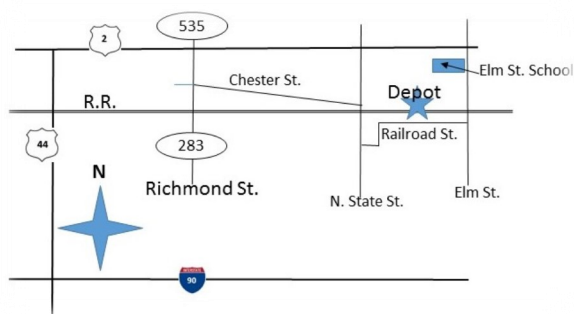 535
2
Elm St. School
Chester St.
Depot
R.R.
Railroad St.
44
283
N
Richmond St.
N. State St.
Elm St.
90